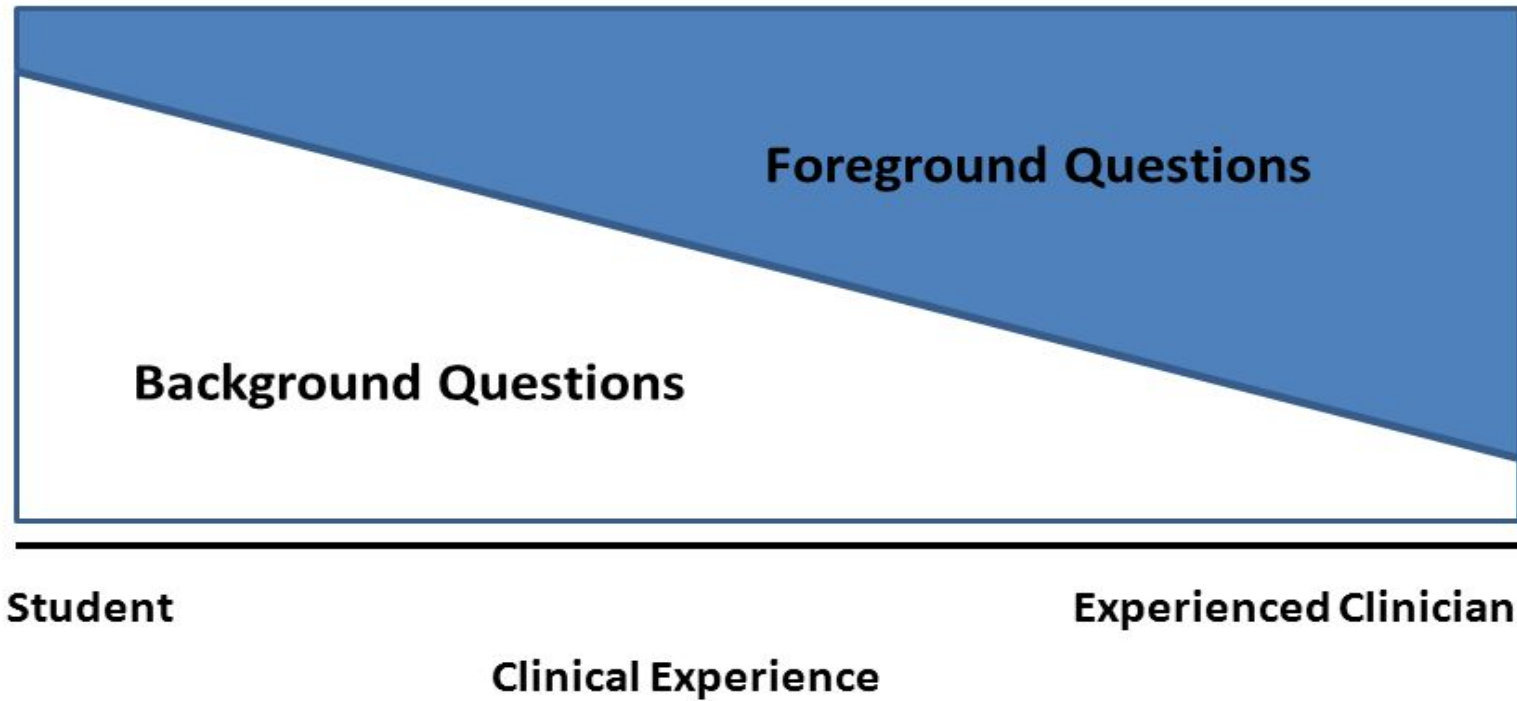 Foreground Questions
Background Questions
Student
Experienced Clinician
Clinical Experience